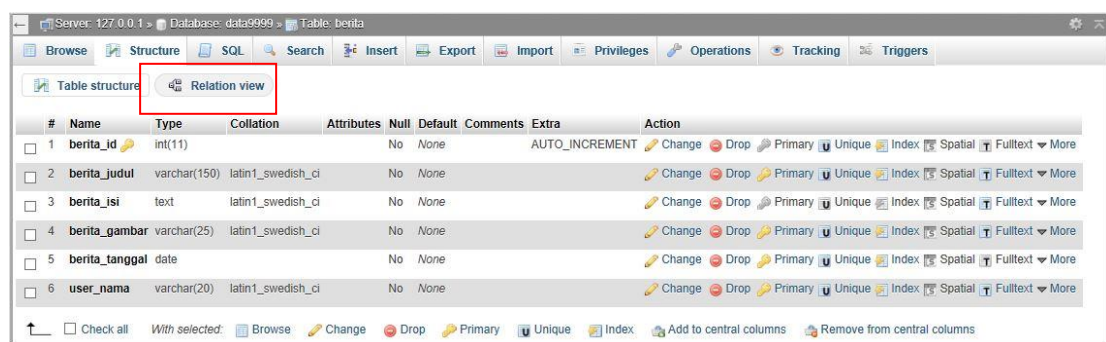 Server: 127.0.0.1 » Database: data9999 » Table: berita
Browse Structure SQL Search Insert Export Import Privileges Operations Tracking Triggers
Table structure Relation view
# Name Type Collation Attributes Null Default Comments Extra Action
1 berita_id int(11) No None AUTO_INCREMENT Change Drop Primary Unique Index Spatial Fulltext More
2 berita_judul varchar(150) latin1_swedish_ci No None Change Drop Primary Unique Index Spatial Fulltext More
3 berita_isi text latin1_swedish_ci No None Change Drop Primary Unique Index Spatial Fulltext More
4 berita_gambar varchar(25) latin1_swedish_ci No None Change Drop Primary Unique Index Spatial Fulltext More
5 berita_tanggal date No None Change Drop Primary Unique Index Spatial Fulltext More
6 user_nama varchar(20) latin1_swedish_ci No None Change Drop Primary Unique Index Spatial Fulltext More
Check all With selected: Browse Change Drop Primary Unique Index Add to central columns Remove from central columns